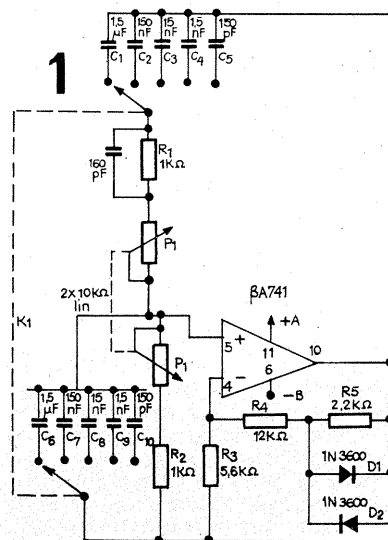 1
1,5 150 15 1,5 150
µF nF nF nF pF
C1 C2 C3 C4 C5
160
pF
R1
1KΩ
P1
2x10KΩ
lin
K1
βA741
+A
5 + 11 10
4 - 6
-B
P1
1,5 150 15 1,5 150
µF nF nF nF pF
C6 C7 C8 C9 C10
R2
1KΩ
R3
5,6KΩ
R4
12KΩ
R5
2,2KΩ
1N 3600
D1
1N 3600
D2